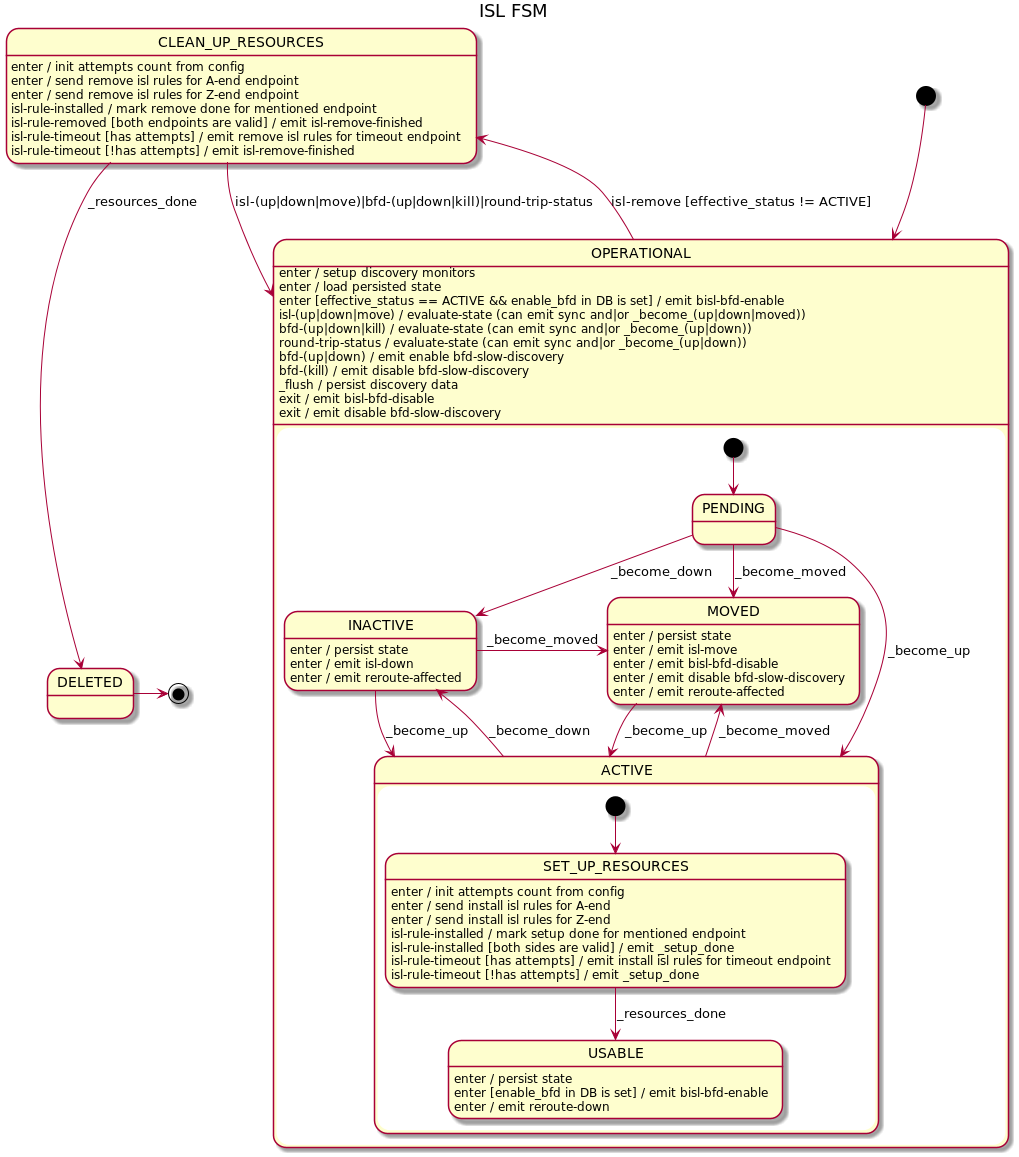 ISL FSM
CLEAN_UP_RESOURCES
enter / init attempts count from config
enter / send remove isl rules for A-end endpoint
enter / send remove isl rules for Z-end endpoint
isl-rule-installed / mark remove done for mentioned endpoint
isl-rule-removed [both endpoints are valid] / emit isl-remove-finished
isl-rule-timeout [has attempts] / emit remove isl rules for timeout endpoint
isl-rule-timeout [!has attempts] / emit isl-remove-finished
_resources_done
isl-(up|down|move)|bfd-(up|down|kill)|round-trip-status
isl-remove [effective_status != ACTIVE]
OPERATIONAL
enter / setup discovery monitors
enter / load persisted state
enter [effective_status == ACTIVE && enable_bfd in DB is set] / emit bisl-bfd-enable
isl-(up|down|move) / evaluate-state (can emit sync and|or _become_(up|down|moved))
bfd-(up|down|kill) / evaluate-state (can emit sync and|or _become_(up|down))
round-trip-status / evaluate-state (can emit sync and|or _become_(up|down))
bfd-(up|down) / emit enable bfd-slow-discovery
bfd-(kill) / emit disable bfd-slow-discovery
_flush / persist discovery data
exit / emit bisl-bfd-disable
exit / emit disable bfd-slow-discovery
PENDING
_become_down
_become_moved
_become_up
INACTIVE
enter / persist state
enter / emit isl-down
enter / emit reroute-affected
_become_moved
MOVED
enter / persist state
enter / emit isl-move
enter / emit bisl-bfd-disable
enter / emit disable bfd-slow-discovery
enter / emit reroute-affected
DELETED
_become_up
_become_down
_become_up
_become_moved
ACTIVE
SET_UP_RESOURCES
enter / init attempts count from config
enter / send install isl rules for A-end
enter / send install isl rules for Z-end
isl-rule-installed / mark setup done for mentioned endpoint
isl-rule-installed [both sides are valid] / emit _setup_done
isl-rule-timeout [has attempts] / emit install isl rules for timeout endpoint
isl-rule-timeout [!has attempts] / emit _setup_done
_resources_done
USABLE
enter / persist state
enter [enable_bfd in DB is set] / emit bisl-bfd-enable
enter / emit reroute-down